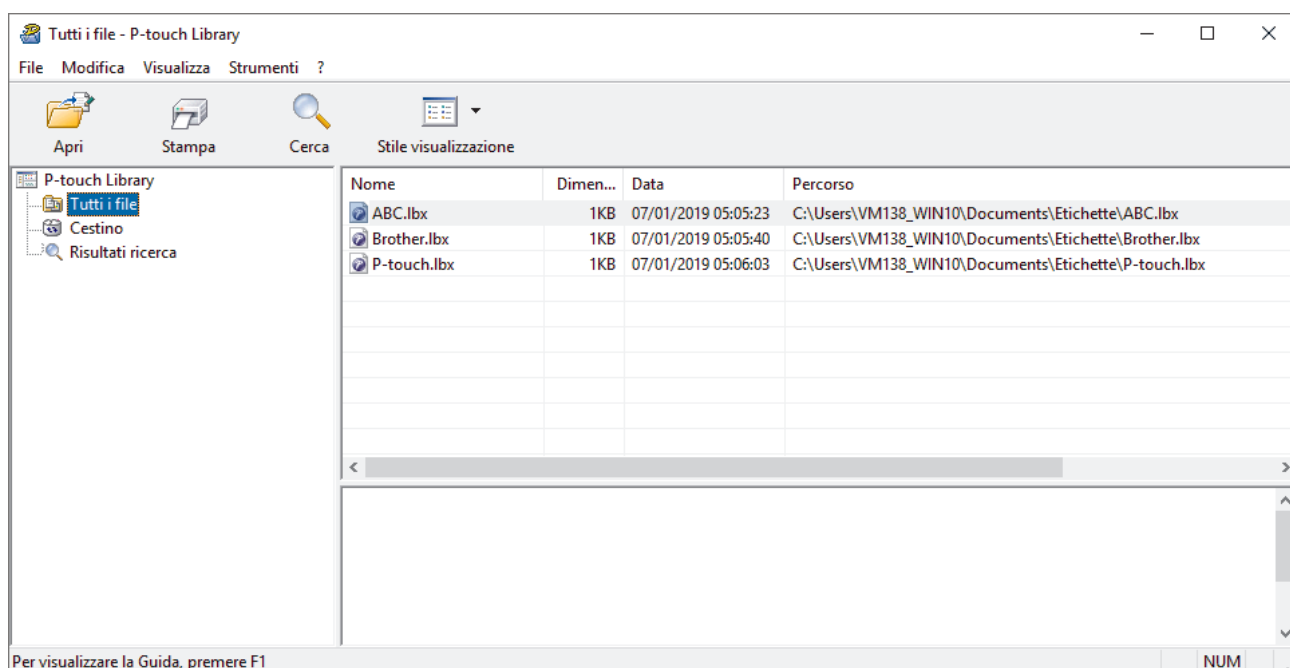 Tutti i file - P-touch Library
File Modifica Visualizza Strumenti ?
Apri Stampa Cerca Stile visualizzazione
P-touch Library
Tutti i file
Cestino
Risultati ricerca
Nome Dimen... Data Percorso
ABC.lbx 1KB 07/01/2019 05:05:23 C:\Users\VM138_WIN10\Documents\Etichette\ABC.lbx
Brother.lbx 1KB 07/01/2019 05:05:40 C:\Users\VM138_WIN10\Documents\Etichette\Brother.lbx
P-touch.lbx 1KB 07/01/2019 05:06:03 C:\Users\VM138_WIN10\Documents\Etichette\P-touch.lbx
Per visualizzare la Guida, premere F1 NUM